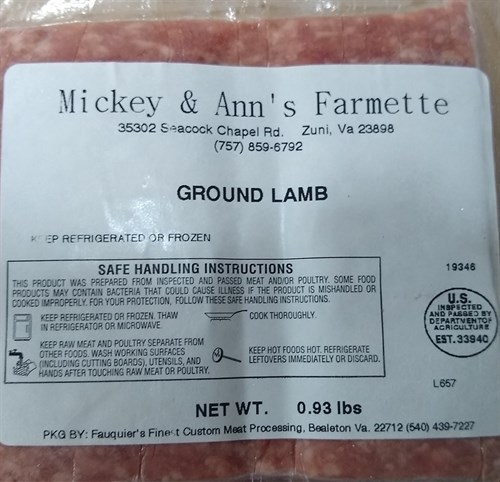 Mickey & Ann's Farmette
35302 Seacock Chapel Rd. Zuni, Va 23898
(757) 859-6792
GROUND LAMB
KEEP REFRIGERATED OR FROZEN
SAFE HANDLING INSTRUCTIONS
THIS PRODUCT WAS PREPARED FROM INSPECTED AND PASSED MEAT AND/OR POULTRY. SOME FOOD
PRODUCTS MAY CONTAIN BACTERIA THAT COULD CAUSE ILLNESS IF THE PRODUCT IS MISHANDLED OR
COOKED IMPROPERLY. FOR YOUR PROTECTION, FOLLOW THESE SAFE HANDLING INSTRUCTIONS.
KEEP REFRIGERATED OR FROZEN. THAW
IN REFRIGERATOR OR MICROWAVE.
COOK THOROUGHLY.
KEEP RAW MEAT AND POULTRY SEPARATE FROM
OTHER FOODS. WASH WORKING SURFACES
(INCLUDING CUTTING BOARDS), UTENSILS, AND
HANDS AFTER TOUCHING RAW MEAT OR POULTRY.
KEEP HOT FOODS HOT. REFRIGERATE
LEFTOVERS IMMEDIATELY OR DISCARD.
19346
U.S.
INSPECTED
AND PASSED BY
DEPARTMENT OF
AGRICULTURE
EST. 33940
L657
NET WT. 0.93 lbs
PKG BY: Fauquier's Finest Custom Meat Processing, Bealeton Va. 22712 (540) 439-7227